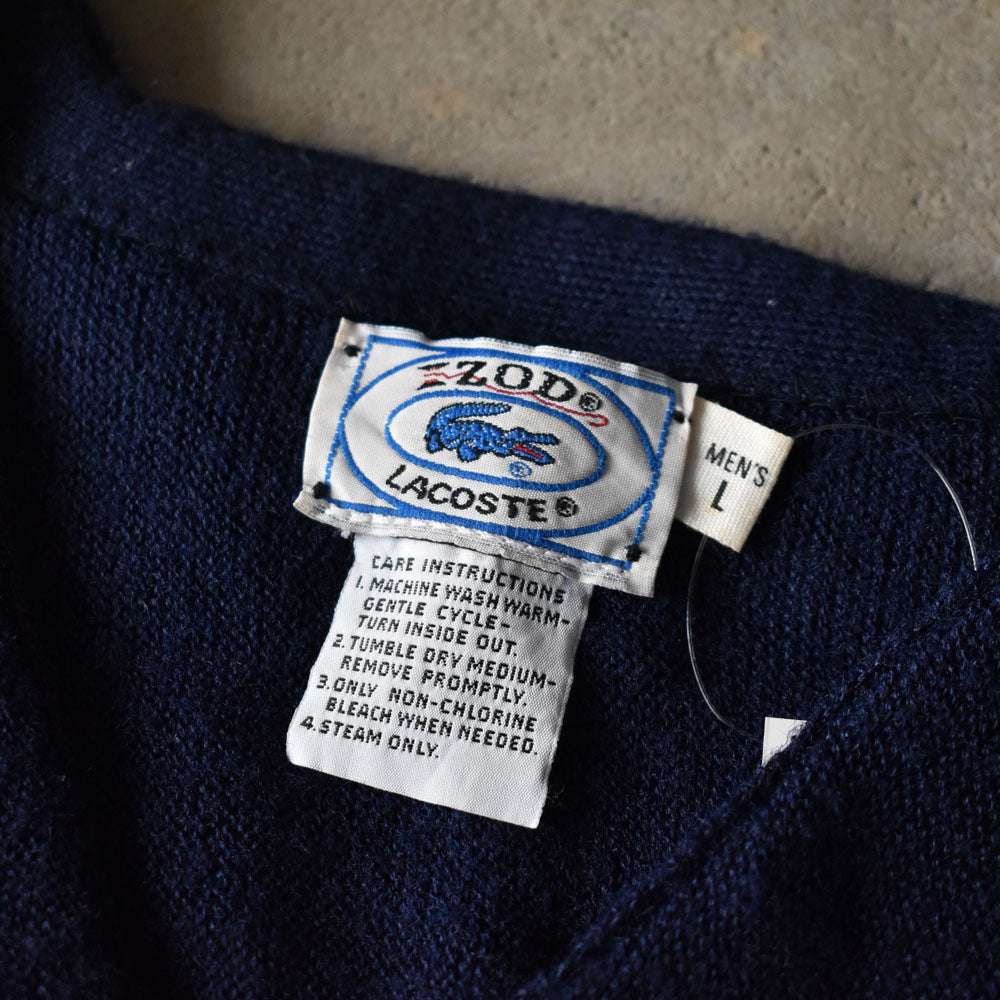 IZOD®
®
LACOSTE®
MEN'S
L
CARE INSTRUCTIONS
1. MACHINE WASH WARM-
GENTLE CYCLE-
TURN INSIDE OUT.
2. TUMBLE DRY MEDIUM-
REMOVE PROMPTLY.
3. ONLY NON-CHLORINE
BLEACH WHEN NEEDED.
4. STEAM ONLY.